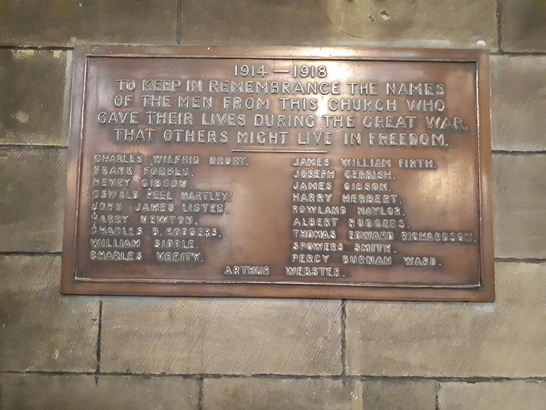 1914 — 1918
TO KEEP IN REMEMBRANCE THE NAMES
OF THE MEN FROM THIS CHURCH WHO
GAVE THEIR LIVES DURING THE GREAT WAR,
THAT OTHERS MIGHT LIVE IN FREEDOM.
CHARLES WILFRID DRURY.
FRANK FORBES.
HENRY GIBSON
OSWALD PEEL HARTLEY.
JOHN JAMES LISTER.
HARRY NEWTON.
CHARLES D. RODGERS.
WILLIAM SIDDLE.
CHARLES VREITY.
JAMES WILLIAM FIRTH.
JOSEPH GERRISH.
JAMES GIBSON.
HARRY HERBERT.
ROWLAND NAYLOR.
ALBERT RODGERS.
THOMAS EDWARD RICHARDSON.
SPOWERS SMITH.
PERCY BURNAN WARD.
ARTHUR WEBSTER.